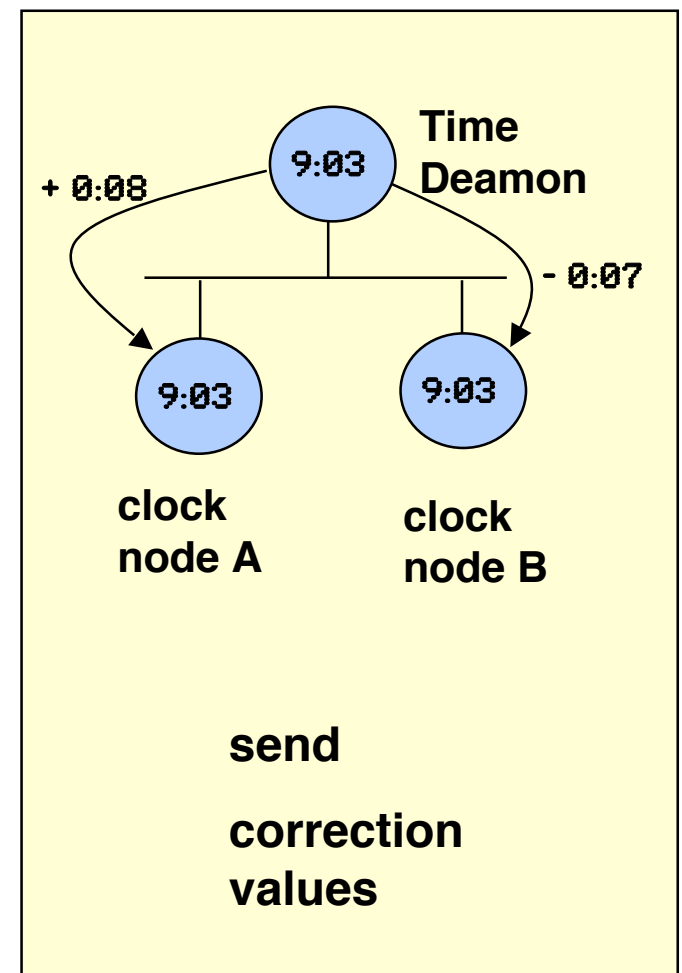 Time
Deamon
9:03
+ 0:08
- 0:07
9:03
9:03
clock
node A
clock
node B
send
correction
values